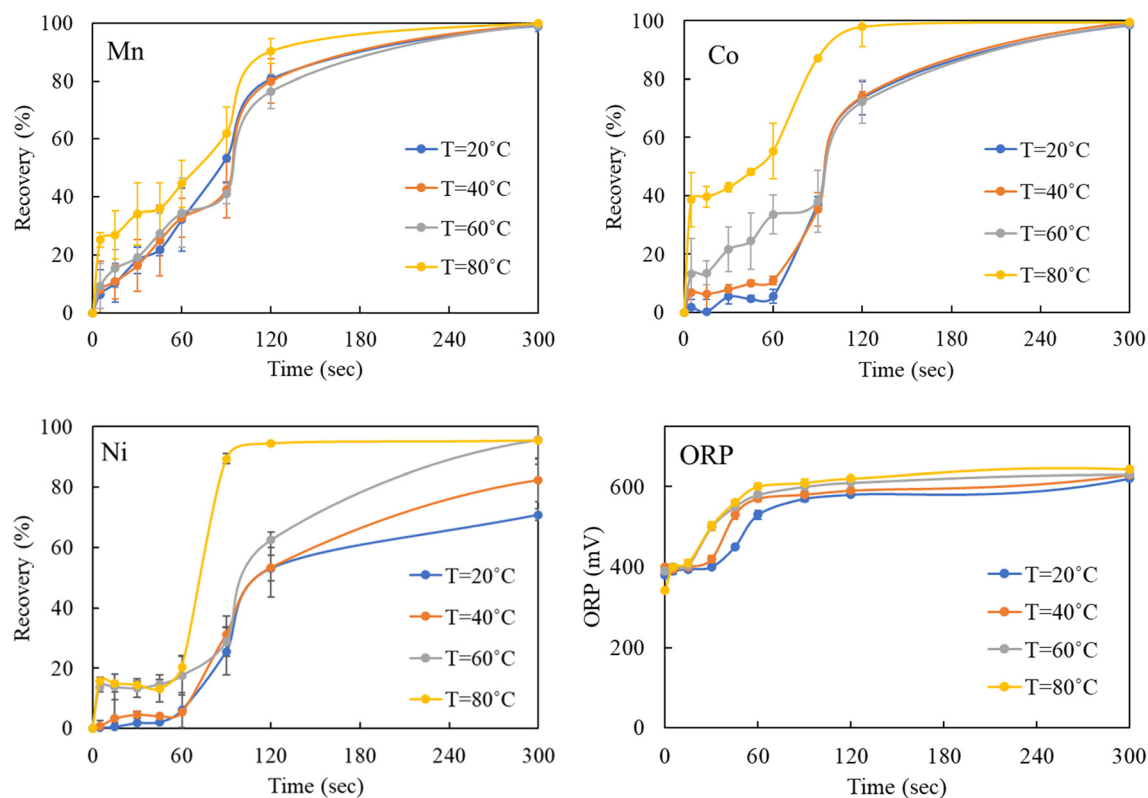 Mn
Recovery (%)
100
80
60
40
20
0
T=20°C
T=40°C
T=60°C
T=80°C
0 60 120 180 240 300
Time (sec)
Co
Recovery (%)
100
80
60
40
20
0
T=20°C
T=40°C
T=60°C
T=80°C
0 60 120 180 240 300
Time (sec)
Ni
Recovery (%)
100
80
60
40
20
0
T=20°C
T=40°C
T=60°C
T=80°C
0 60 120 180 240 300
Time (sec)
ORP
ORP (mV)
600
400
200
0
T=20°C
T=40°C
T=60°C
T=80°C
0 60 120 180 240 300
Time (sec)